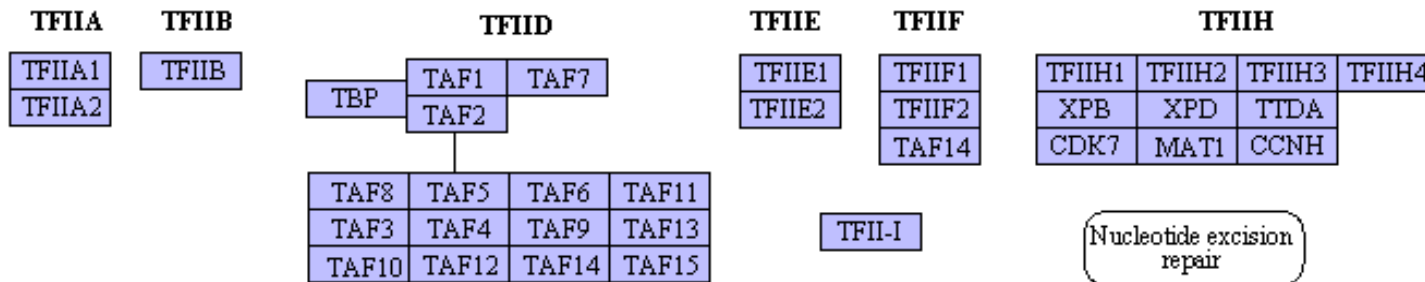 TFIIA TFIIB TFIID TFIIE TFIIF TFIIH
TFIIA1 TFIIB TBP TAF1 TAF7 TFIIE1 TFIIF1 TFIIH1 TFIIH2 TFIIH3 TFIIH4
TFIIA2 TAF2 TFIIE2 TFIIF2 XPB XPD TTDA
TAF14 CDK7 MAT1 CCNH
TAF8 TAF5 TAF6 TAF11
TAF3 TAF4 TAF9 TAF13 TFII-I Nucleotide excision
TAF10 TAF12 TAF14 TAF15 repair